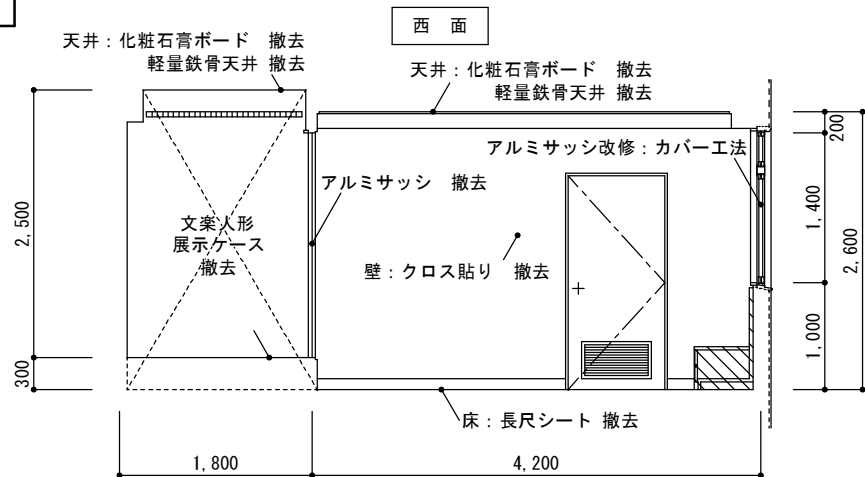 西 面
天井：化粧石膏ボード 撤去
軽量鉄骨天井 撤去
天井：化粧石膏ボード 撤去
軽量鉄骨天井 撤去
アルミサッシ改修：カバー工法
アルミサッシ 撤去
文楽人形
展示ケース
撤去
壁：クロス貼り 撤去
床：長尺シート 撤去
2,500
300
200
1,400
2,600
1,000
1,800
4,200